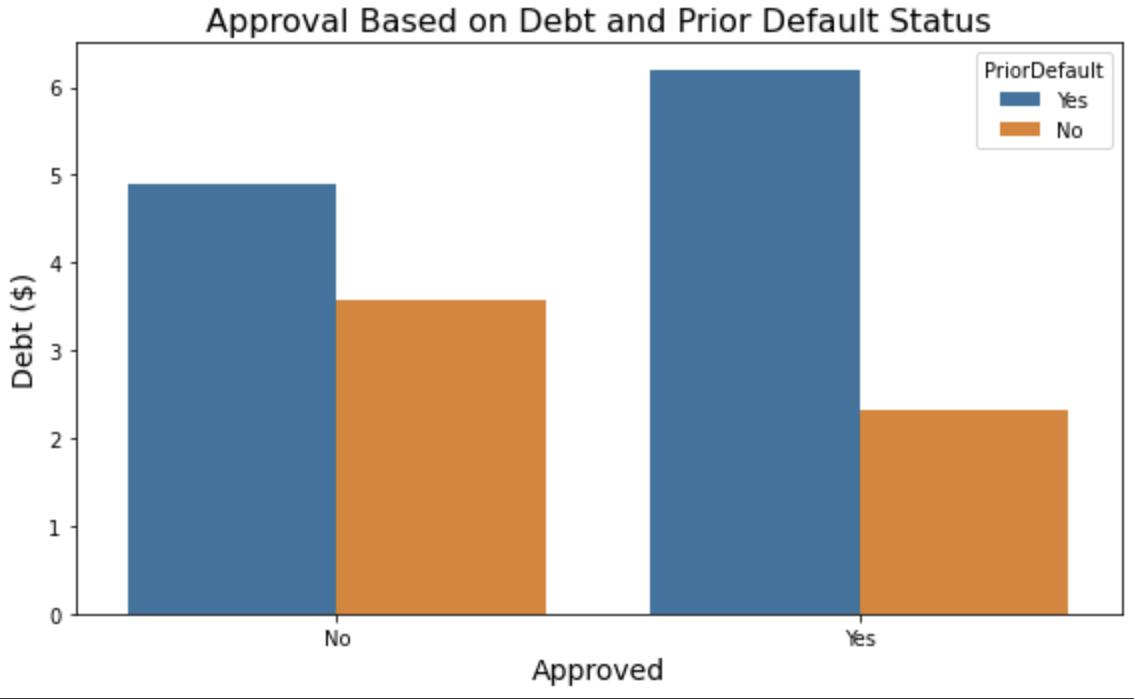 Approval Based on Debt and Prior Default Status
PriorDefault
Yes
No
6
5
4
3
2
1
0
Debt ($)
No
Yes
Approved